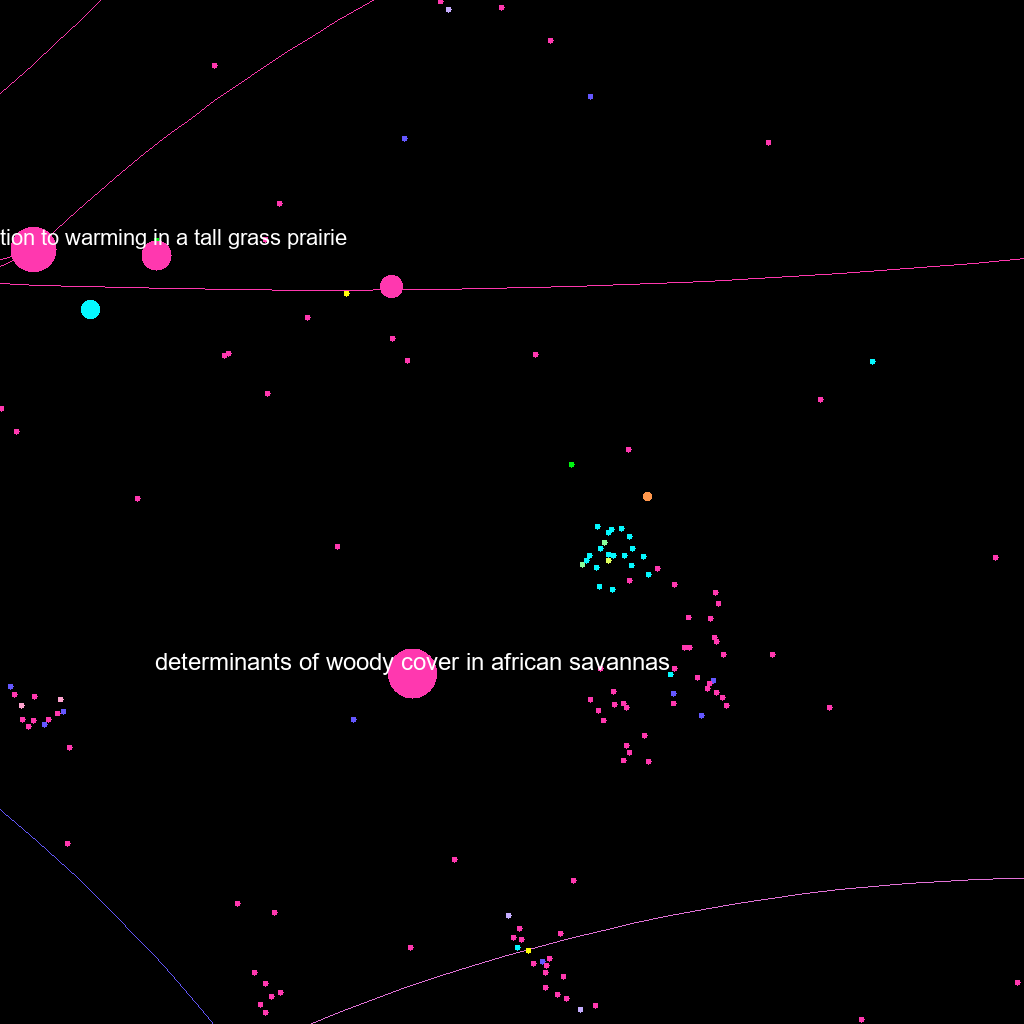 tion to warming in a tall grass prairie
determinants of woody cover in african savannas